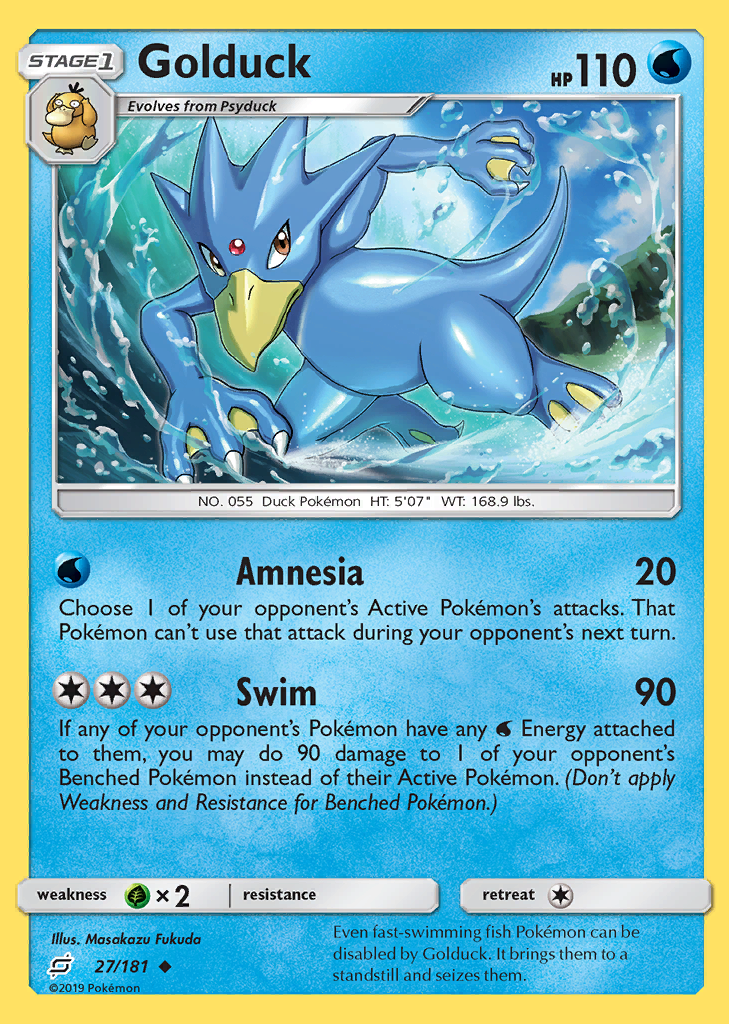 STAGE1
Golduck
HP110
Evolves from Psyduck
NO. 055 Duck Pokémon HT: 5'07" WT: 168.9 lbs.
Amnesia 20
Choose 1 of your opponent's Active Pokémon's attacks. That
Pokémon can't use that attack during your opponent's next turn.
Swim 90
If any of your opponent's Pokémon have any Energy attached
to them, you may do 90 damage to 1 of your opponent's
Benched Pokémon instead of their Active Pokémon. (Don't apply
Weakness and Resistance for Benched Pokémon.)
weakness ×2 resistance retreat
Illus. Masakazu Fukuda
27/181
©2019 Pokémon
Even fast-swimming fish Pokémon can be
disabled by Golduck. It brings them to a
standstill and seizes them.